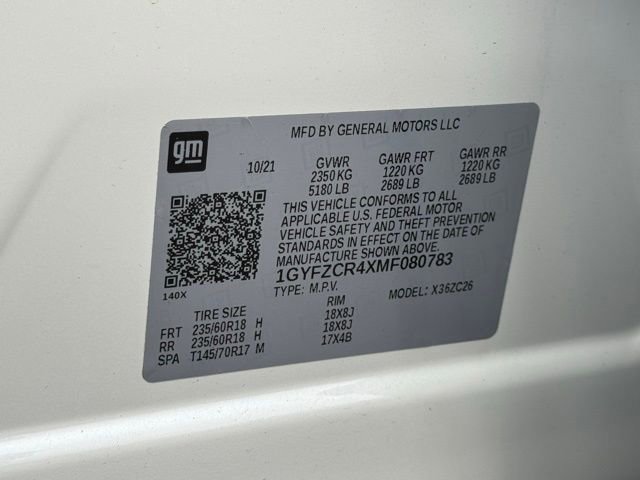 MFD BY GENERAL MOTORS LLC
gm
10/21 GVWR GAWR FRT GAWR RR
2350 KG 1220 KG 1220 KG
5180 LB 2689 LB 2689 LB
THIS VEHICLE CONFORMS TO ALL
APPLICABLE U.S. FEDERAL MOTOR
VEHICLE SAFETY AND THEFT PREVENTION
STANDARDS IN EFFECT ON THE DATE OF
MANUFACTURE SHOWN ABOVE.
1GYFZCR4XMF080783
140X
TYPE: M.P.V. MODEL: X36ZC26
TIRE SIZE RIM
FRT 235/60R18 H 18X8J
RR 235/60R18 H 18X8J
SPA T145/70R17 M 17X4B